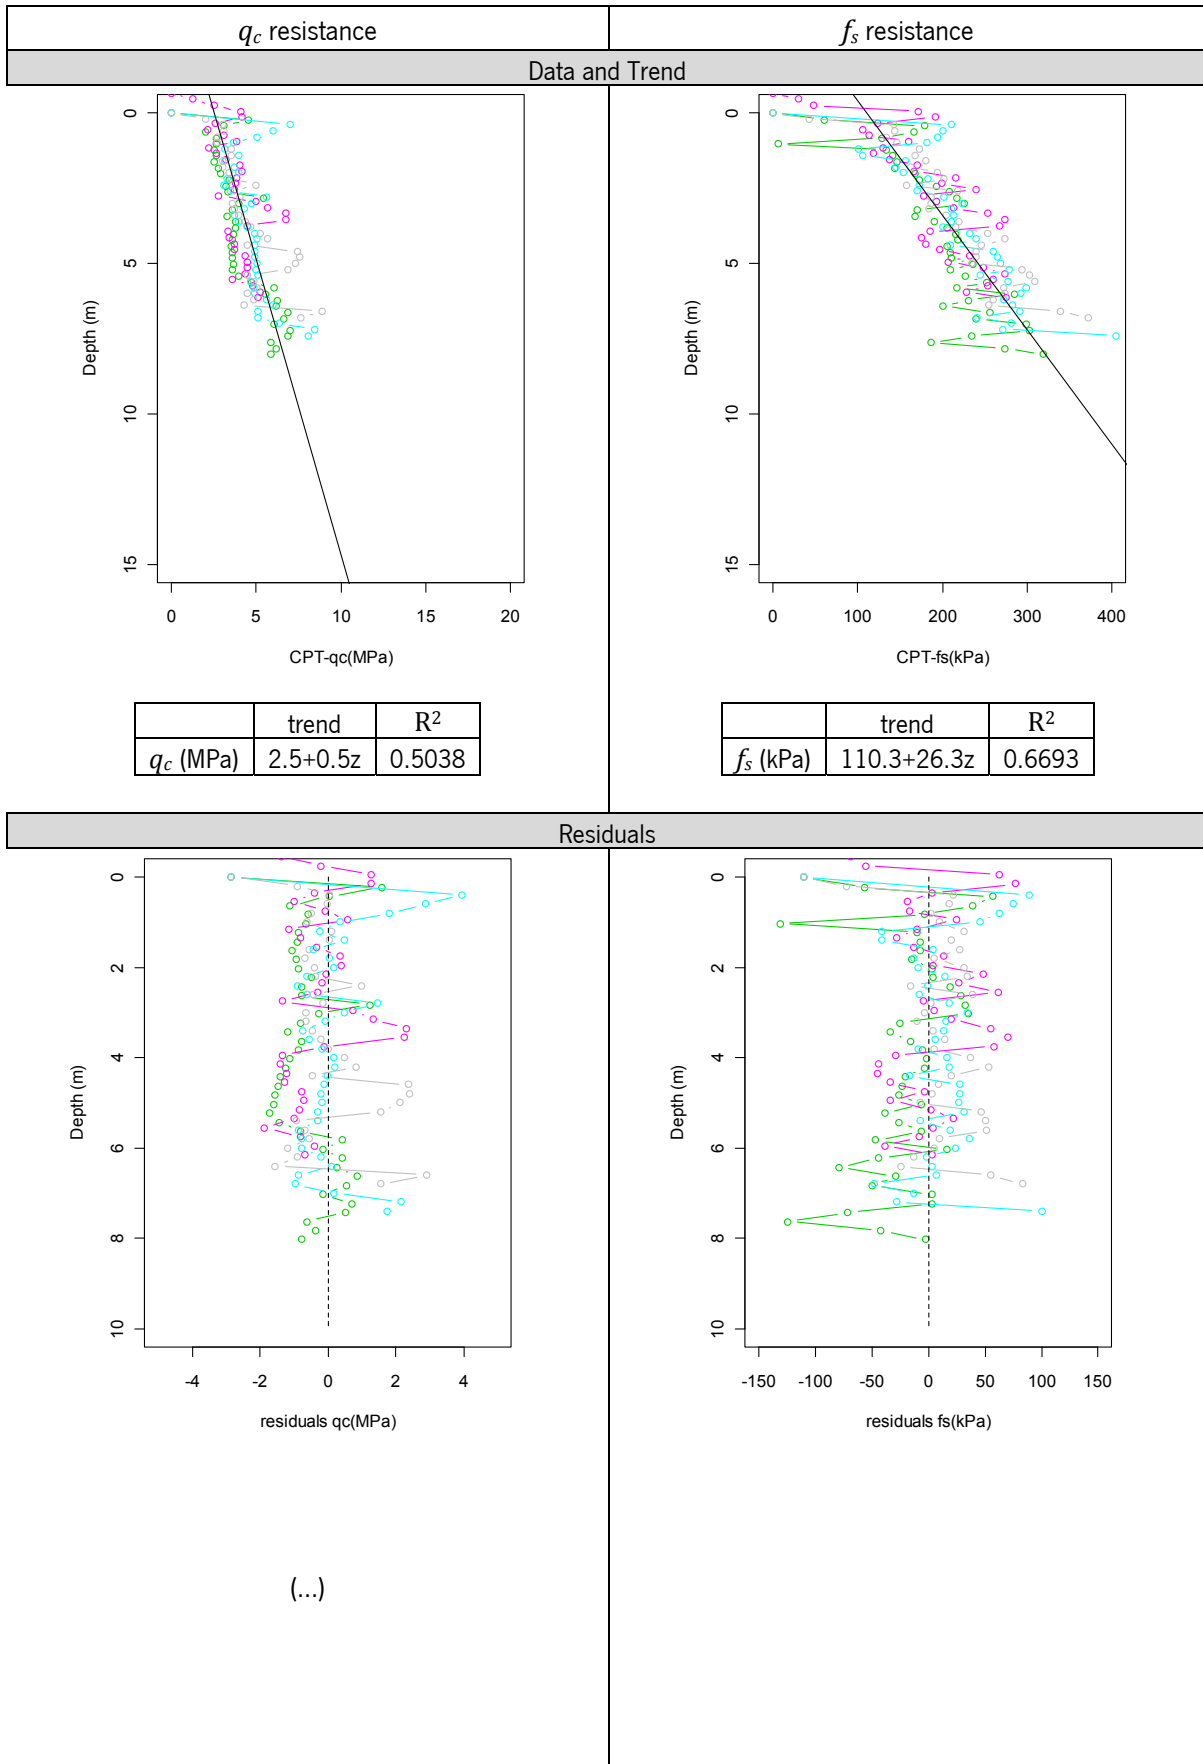 q_c resistance
f_s resistance
Data and Trend
0
5
10
15
Depth (m)
0 5 10 15 20
CPT-qc(MPa)
0
5
10
15
Depth (m)
0 100 200 300 400
CPT-fs(kPa)
trend R²
q_c (MPa) 2.5+0.5z 0.5038
trend R²
f_s (kPa) 110.3+26.3z 0.6693
Residuals
0
2
4
6
8
10
Depth (m)
-4 -2 0 2 4
residuals qc(MPa)
0
2
4
6
8
10
Depth (m)
-150 -100 -50 0 50 100 150
residuals fs(kPa)
(...)